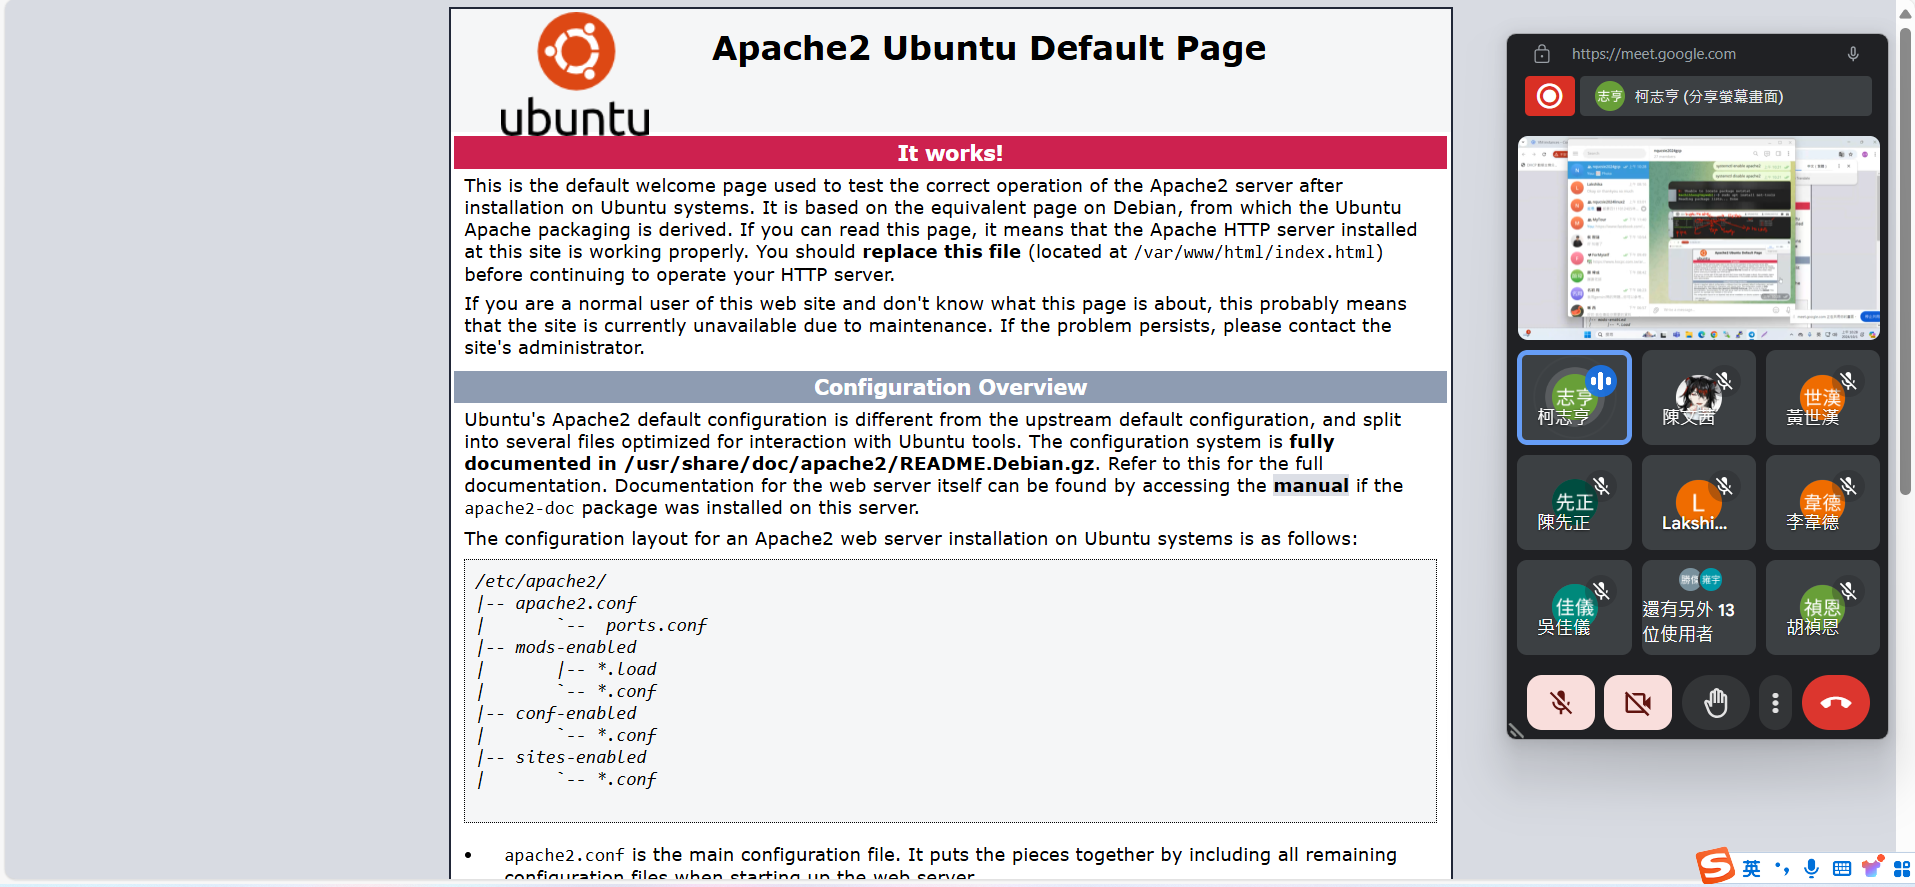 Apache2 Ubuntu Default Page
ubuntu
It works!
This is the default welcome page used to test the correct operation of the Apache2 server after
installation on Ubuntu systems. It is based on the equivalent page on Debian, from which the Ubuntu
Apache packaging is derived. If you can read this page, it means that the Apache HTTP server installed
at this site is working properly. You should replace this file (located at /var/www/html/index.html)
before continuing to operate your HTTP server.
If you are a normal user of this web site and don't know what this page is about, this probably means
that the site is currently unavailable due to maintenance. If the problem persists, please contact the
site's administrator.
Configuration Overview
Ubuntu's Apache2 default configuration is different from the upstream default configuration, and split
into several files optimized for interaction with Ubuntu tools. The configuration system is fully
documented in /usr/share/doc/apache2/README.Debian.gz. Refer to this for the full
documentation. Documentation for the web server itself can be found by accessing the manual if the
apache2-doc package was installed on this server.
The configuration layout for an Apache2 web server installation on Ubuntu systems is as follows:
/etc/apache2/
|-- apache2.conf
|       `--  ports.conf
|-- mods-enabled
|       |-- *.load
|       `-- *.conf
|-- conf-enabled
|       `-- *.conf
|-- sites-enabled
|       `-- *.conf
• apache2.conf is the main configuration file. It puts the pieces together by including all remaining
configuration files when starting up the web server.
https://meet.google.com
志亨 柯志亨 (分享螢幕畫面)
Apache2 Ubuntu Default Page
志亨
柯志亨
陳文茜
世漢
黃世漢
先正
陳先正
L
Lakshi...
韋德
李韋德
佳儀
吳佳儀
雍宇
還有另外 13
位使用者
禎恩
胡禎恩
英